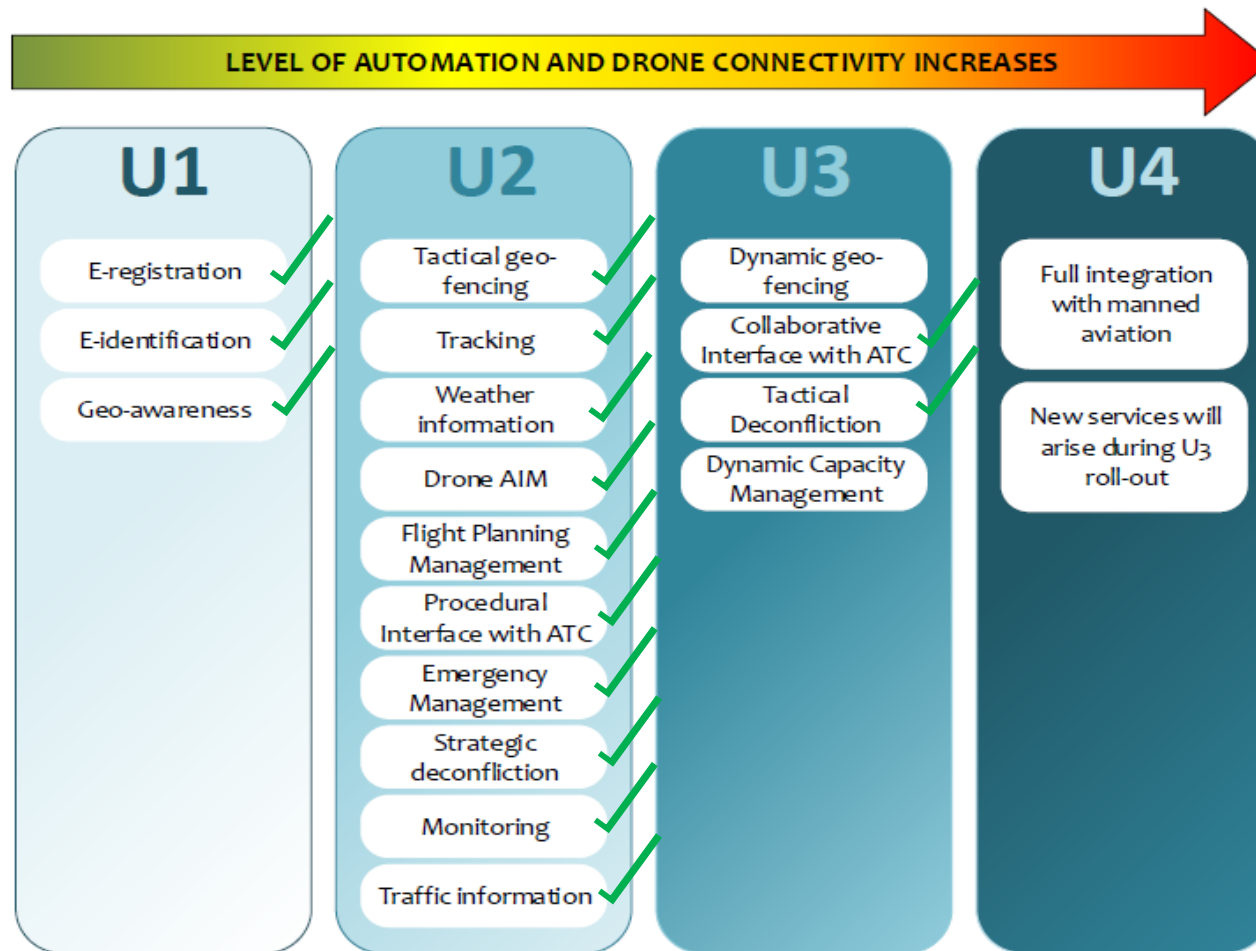 LEVEL OF AUTOMATION AND DRONE CONNECTIVITY INCREASES
U1
E-registration
E-identification
Geo-awareness
U2
Tactical geo-
fencing
Tracking
Weather
information
Drone AIM
Flight Planning
Management
Procedural
Interface with ATC
Emergency
Management
Strategic
deconfliction
Monitoring
Traffic information
U3
Dynamic geo-
fencing
Collaborative
Interface with ATC
Tactical
Deconfliction
Dynamic Capacity
Management
U4
Full integration
with manned
aviation
New services will
arise during U3
roll-out